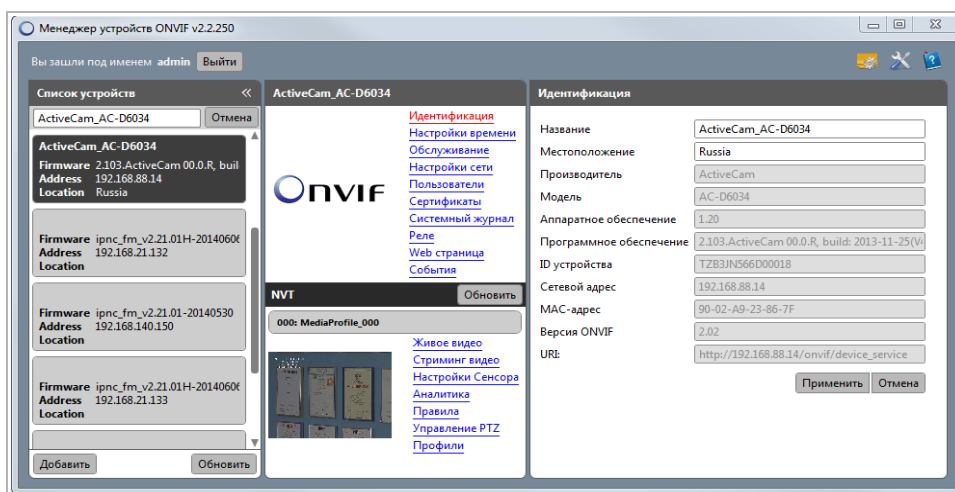 Менеджер устройств ONVIF v2.2.250
Вы зашли под именем admin Выйти
Список устройств
ActiveCam_AC-D6034 Отмена
ActiveCam_AC-D6034
Firmware 2.103.ActiveCam 00.0.R, buil
Address 192.168.88.14
Location Russia
Firmware ipnc_fm_v2.21.01H-2014060
Address 192.168.21.132
Location
Firmware ipnc_fm_v2.21.01-20140530
Address 192.168.140.150
Location
Firmware ipnc_fm_v2.21.01H-2014060
Address 192.168.21.133
Location
Добавить Обновить
ActiveCam_AC-D6034
ONVIF
Идентификация
Настройки времени
Обслуживание
Настройки сети
Пользователи
Сертификаты
Системный журнал
Реле
Web страница
События
NVT Обновить
000: MediaProfile_000
Живое видео
Стриминг видео
Настройки Сенсора
Аналитика
Правила
Управление PTZ
Профили
Идентификация
Название ActiveCam_AC-D6034
Местоположение Russia
Производитель ActiveCam
Модель AC-D6034
Аппаратное обеспечение 1.20
Программное обеспечение 2.103.ActiveCam 00.0.R, build: 2013-11-25(V
ID устройства TZB3JN566D00018
Сетевой адрес 192.168.88.14
MAC-адрес 90-02-A9-23-86-7F
Версия ONVIF 2.02
URI: http://192.168.88.14/onvif/device_service
Применить Отмена